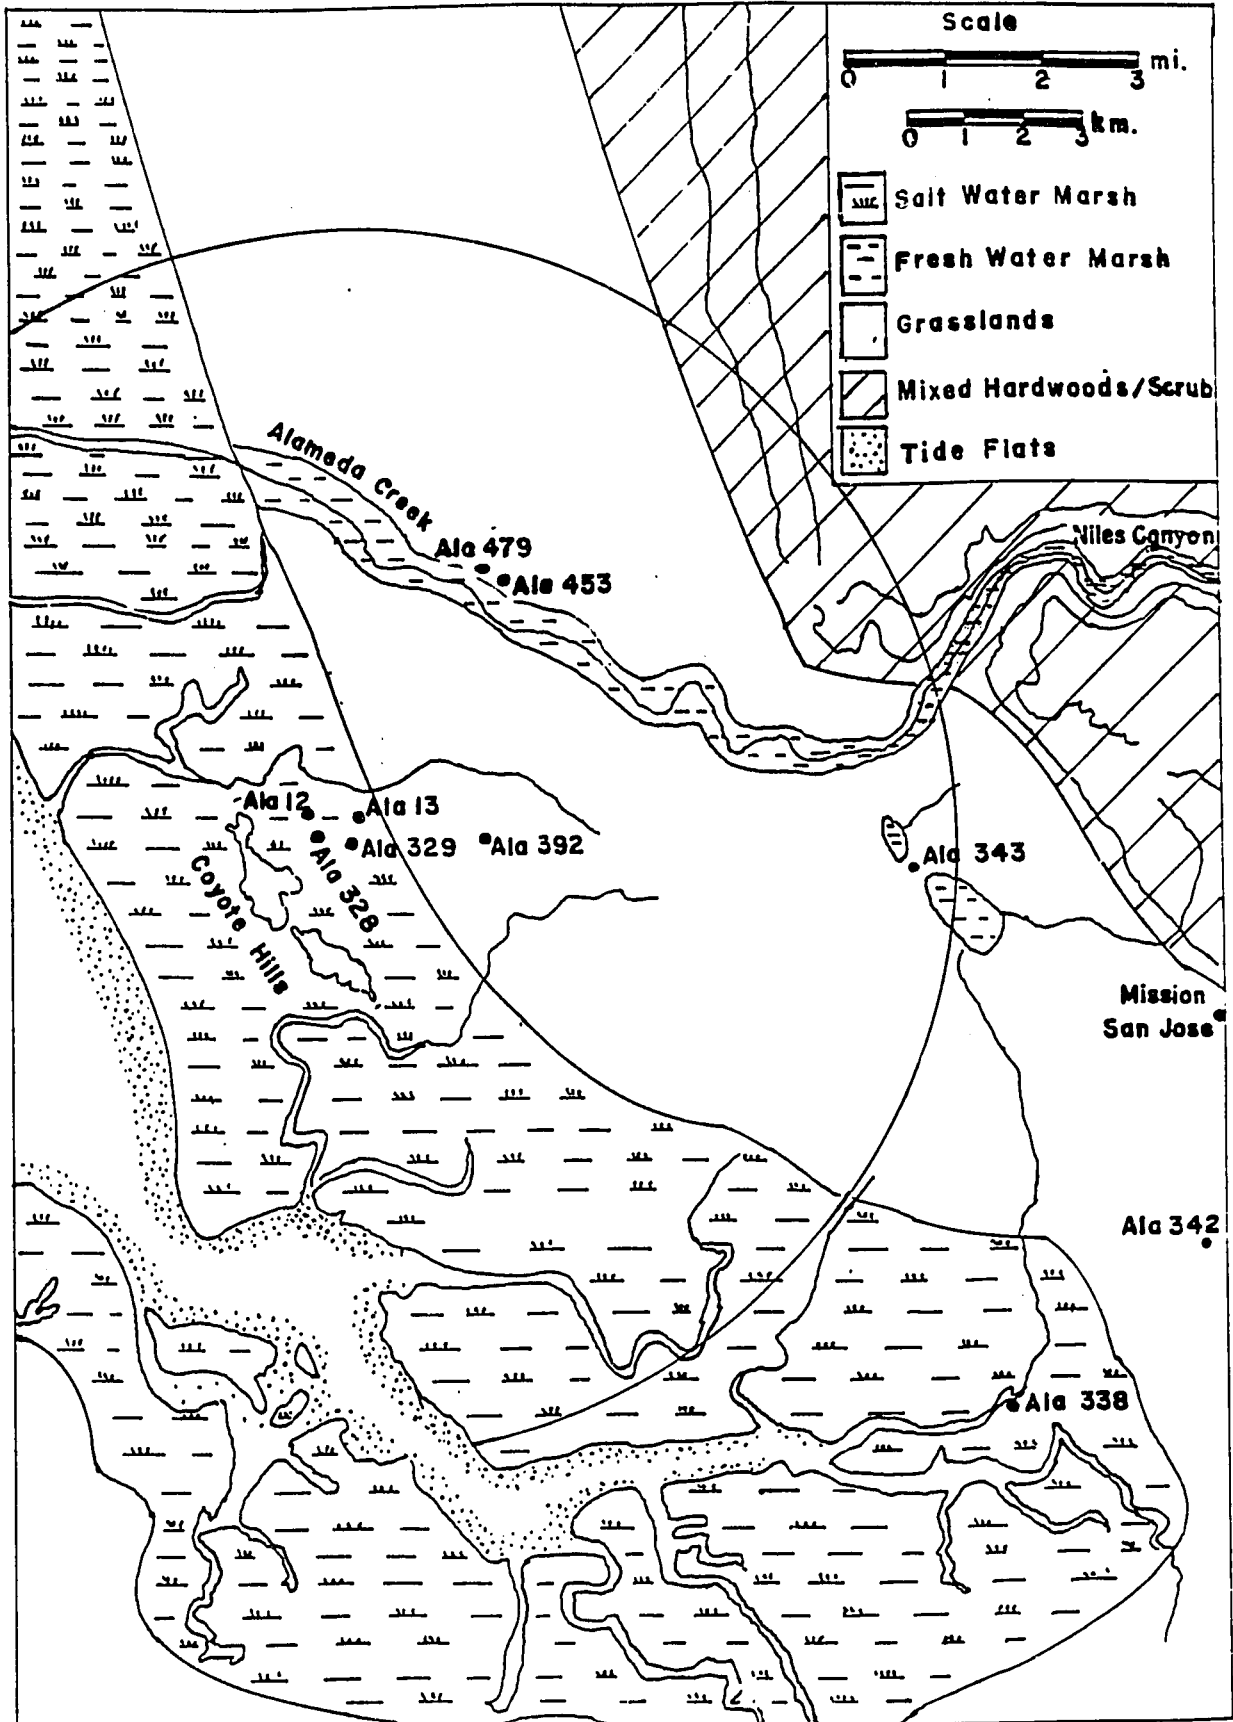 Scale
mi.
0 1 2 3
km.
0 1 2 3
Salt Water Marsh
Fresh Water Marsh
Grasslands
Mixed Hardwoods/Scrub
Tide Flats
Alameda Creek
Niles Canyon
Ala 479
Ala 453
Ala 12
Ala 13
Ala 329
Ala 392
Ala 328
Ala 343
Coyote Hills
Mission
San Jose
Ala 342
Ala 338